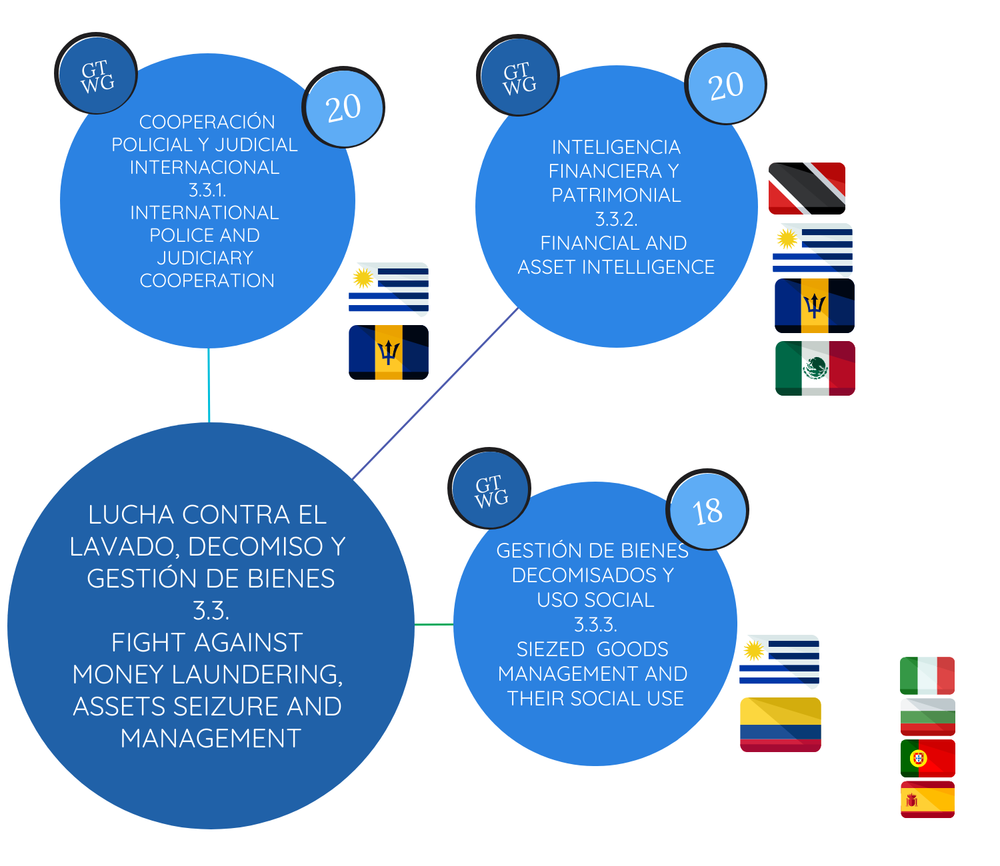 GT
WG
20
COOPERACIÓN
POLICIAL Y JUDICIAL
INTERNACIONAL
3.3.1.
INTERNATIONAL
POLICE AND
JUDICIARY
COOPERATION
GT
WG
20
INTELIGENCIA
FINANCIERA Y
PATRIMONIAL
3.3.2.
FINANCIAL AND
ASSET INTELLIGENCE
LUCHA CONTRA EL
LAVADO, DECOMISO Y
GESTIÓN DE BIENES
3.3.
FIGHT AGAINST
MONEY LAUNDERING,
ASSETS SEIZURE AND
MANAGEMENT
GT
WG
18
GESTIÓN DE BIENES
DECOMISADOS Y
USO SOCIAL
3.3.3.
SIEZED GOODS
MANAGEMENT AND
THEIR SOCIAL USE